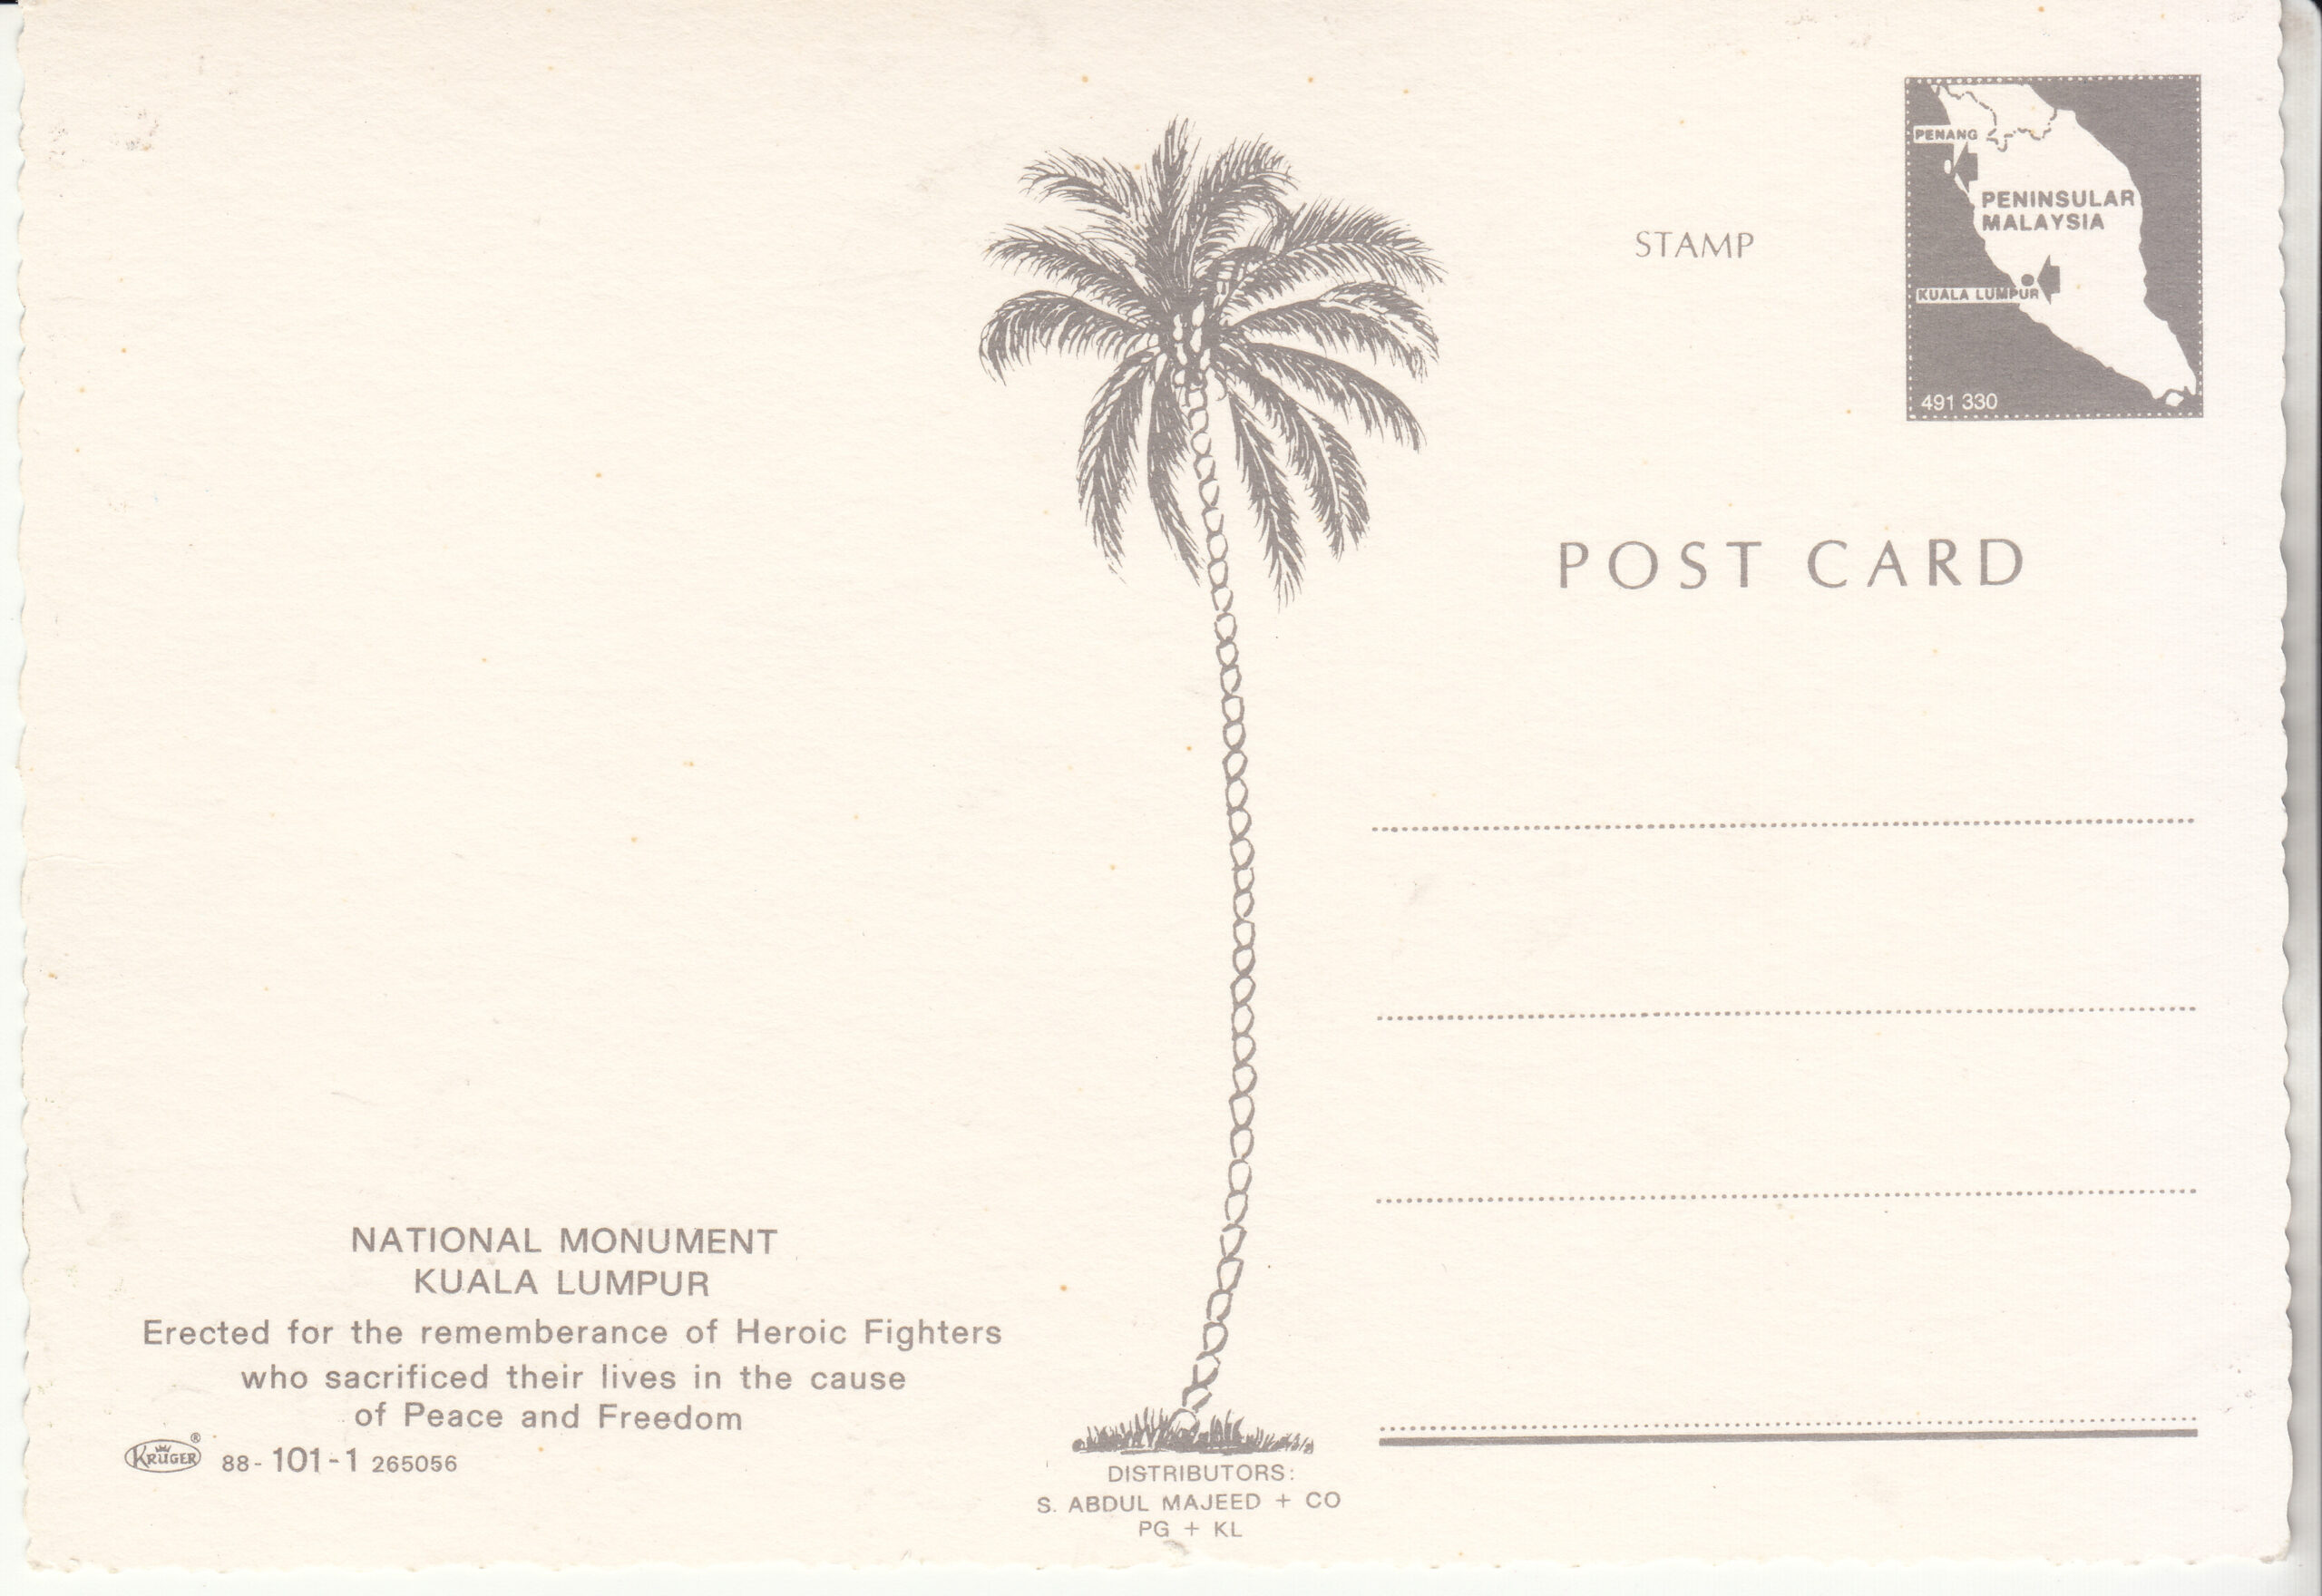 STAMP
PENANG
PENINSULAR
MALAYSIA
KUALA LUMPUR
491 330
POST CARD
NATIONAL MONUMENT
KUALA LUMPUR
Erected for the rememberance of Heroic Fighters
who sacrificed their lives in the cause
of Peace and Freedom
KRÜGER® 88-101-1 265056
DISTRIBUTORS:
S. ABDUL MAJEED + CO
PG + KL